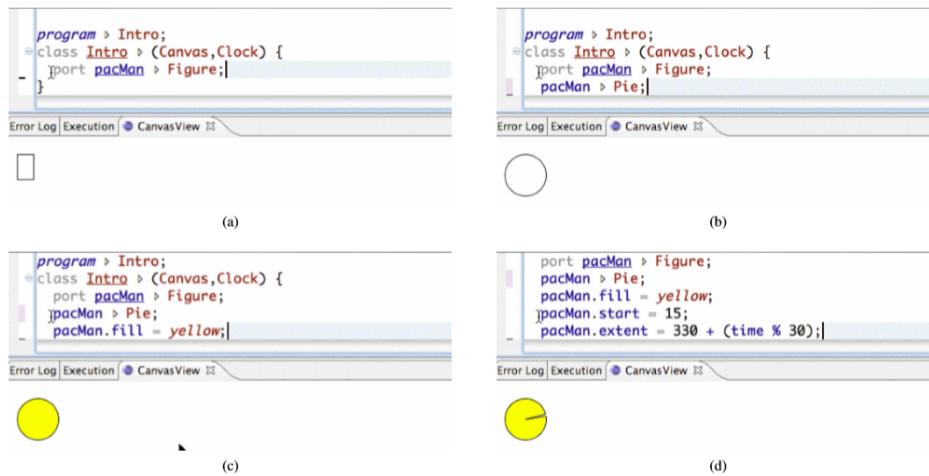 program ▹ Intro;
class Intro ▹ (Canvas,Clock) {
port pacMan ▹ Figure;
}
Error Log Execution CanvasView
(a)
program ▹ Intro;
class Intro ▹ (Canvas,Clock) {
port pacMan ▹ Figure;
pacMan ▹ Pie;
Error Log Execution CanvasView
(b)
program ▹ Intro;
class Intro ▹ (Canvas,Clock) {
port pacMan ▹ Figure;
pacMan ▹ Pie;
pacMan.fill = yellow;
Error Log Execution CanvasView
(c)
port pacMan ▹ Figure;
pacMan ▹ Pie;
pacMan.fill = yellow;
pacMan.start = 15;
pacMan.extent = 330 + (time % 30);
Error Log Execution CanvasView
(d)